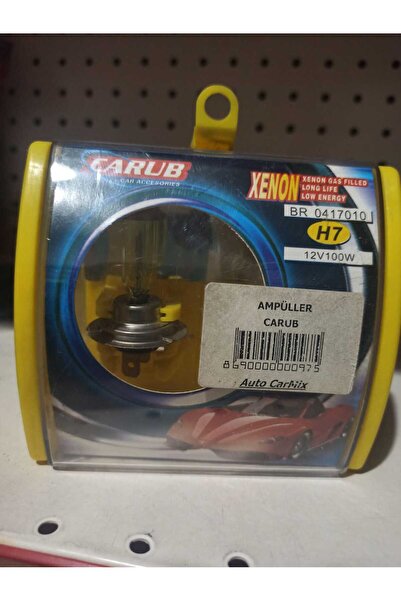 CARUB
CAR ACCESORIES
XENON
XENON GAS FILLED
LONG LIFE
LOW ENERGY
BR 0417010
H7
12V100W
AMPÜLLER
CARUB
8690000000975
Auto CarMix